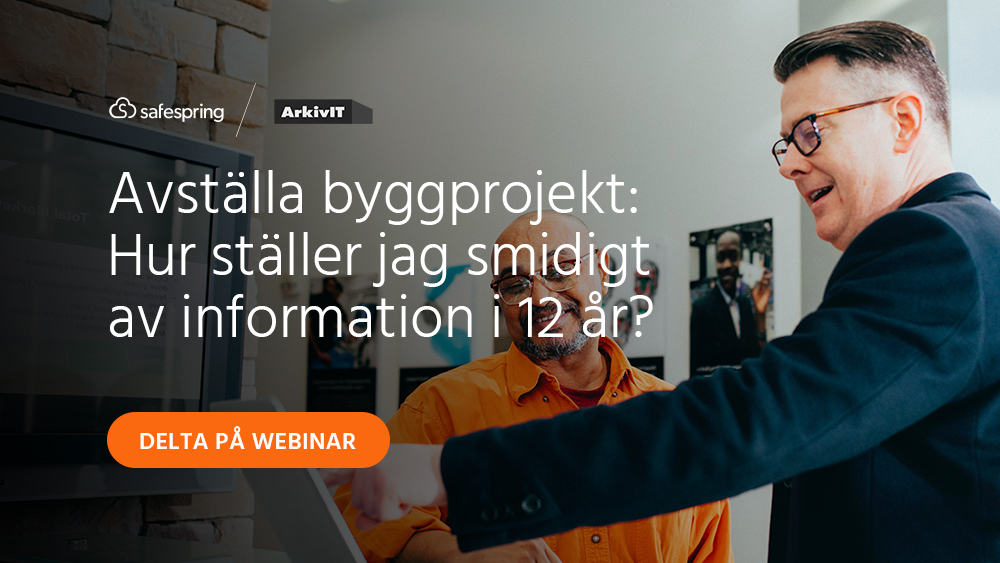 safespring
ArkivIT
Avställa byggprojekt:
Hur ställer jag smidigt
av information i 12 år?
DELTA PÅ WEBINAR